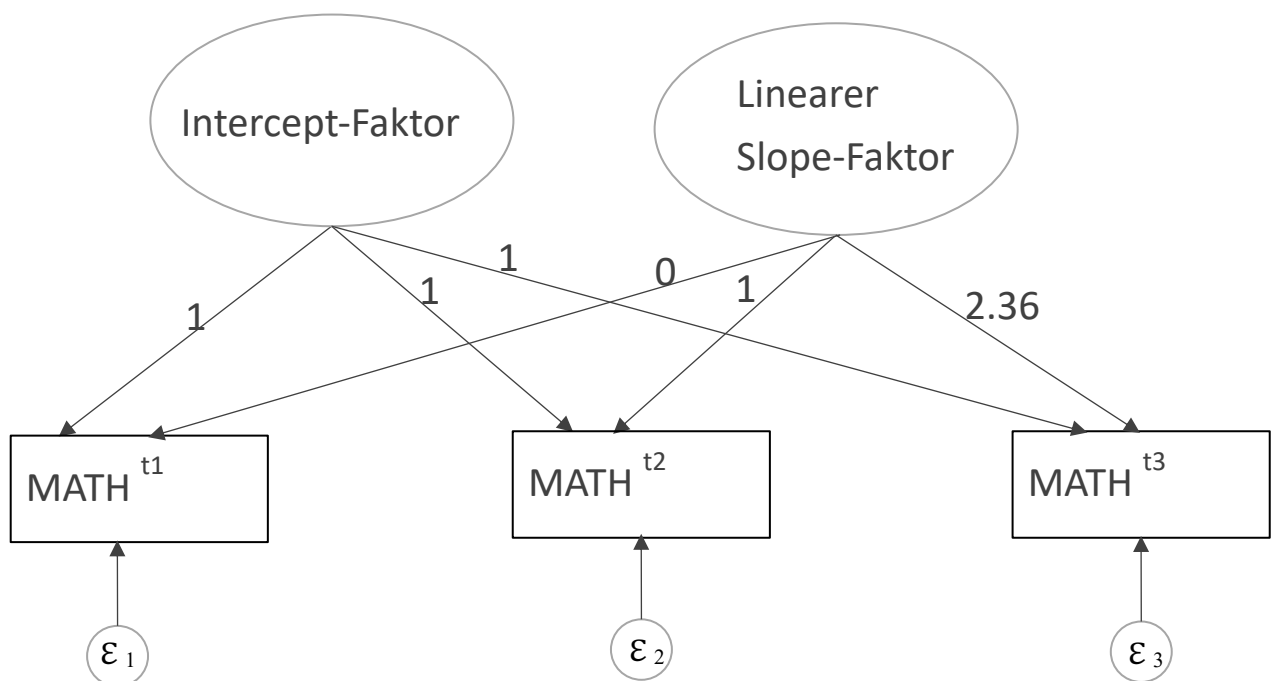 Intercept-Faktor
Linearer
Slope-Faktor
1
0
1
1
1
2.36
MATH t1
MATH t2
MATH t3
ε 1
ε 2
ε 3